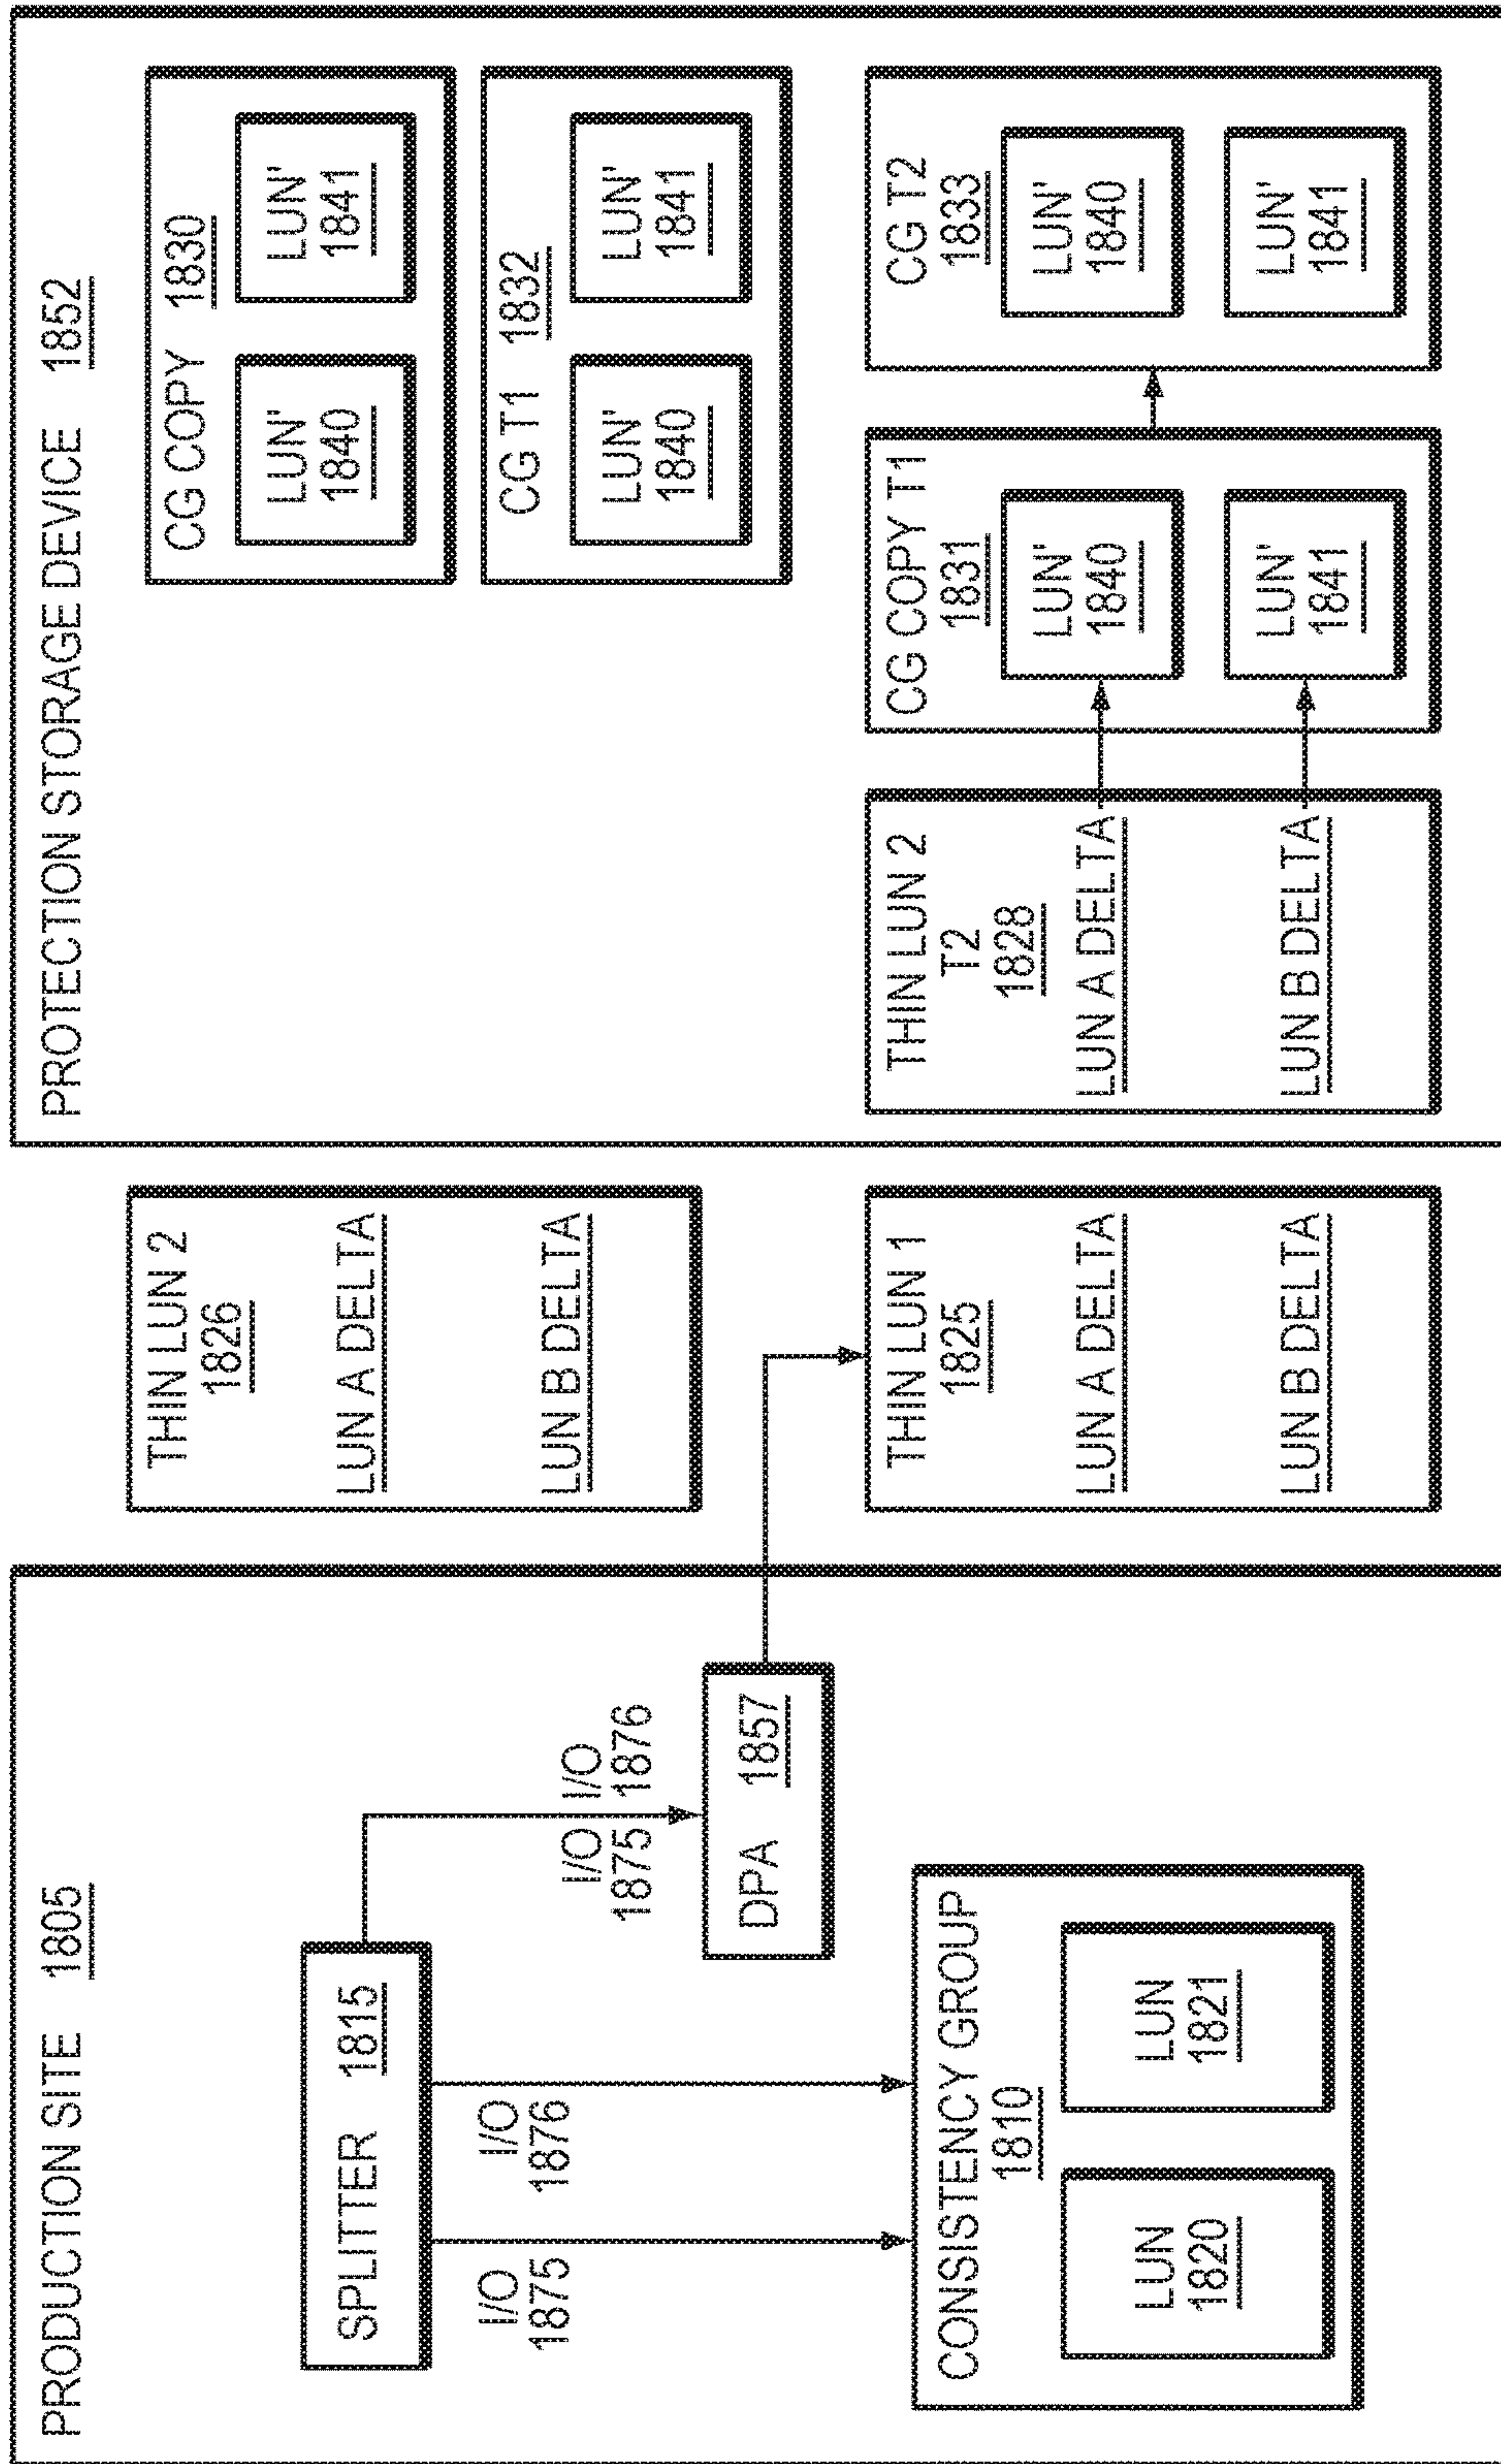 PRODUCTION SITE 1805
SPLITTER 1815
I/O
1875
I/O
1876
I/O
1875
I/O
1876
DPA 1857
CONSISTENCY GROUP
1810
LUN
1820
LUN
1821
THIN LUN 2
1826
LUN A DELTA
LUN B DELTA
THIN LUN 1
1825
LUN A DELTA
LUN B DELTA
PROTECTION STORAGE DEVICE 1852
CG COPY 1830
LUN'
1840
LUN'
1841
CG T1 1832
LUN'
1840
LUN'
1841
THIN LUN 2
T2
1828
LUN A DELTA
LUN B DELTA
CG COPY T1
1831
LUN'
1840
LUN'
1841
CG T2
1833
LUN'
1840
LUN'
1841